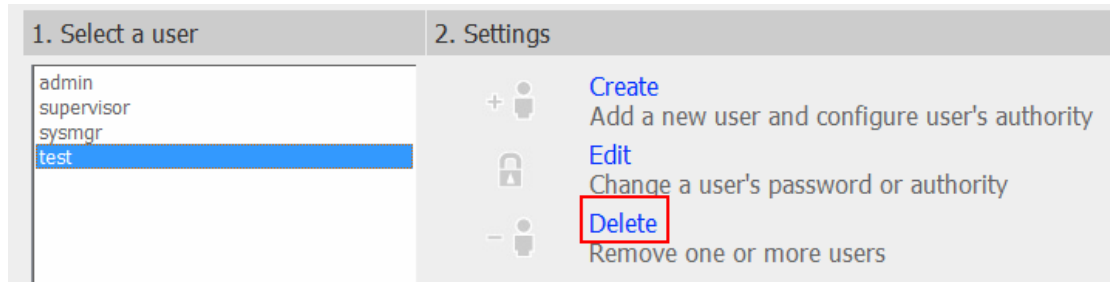 1. Select a user
2. Settings
admin
supervisor
sysmgr
test
Create
Add a new user and configure user's authority
Edit
Change a user's password or authority
Delete
Remove one or more users